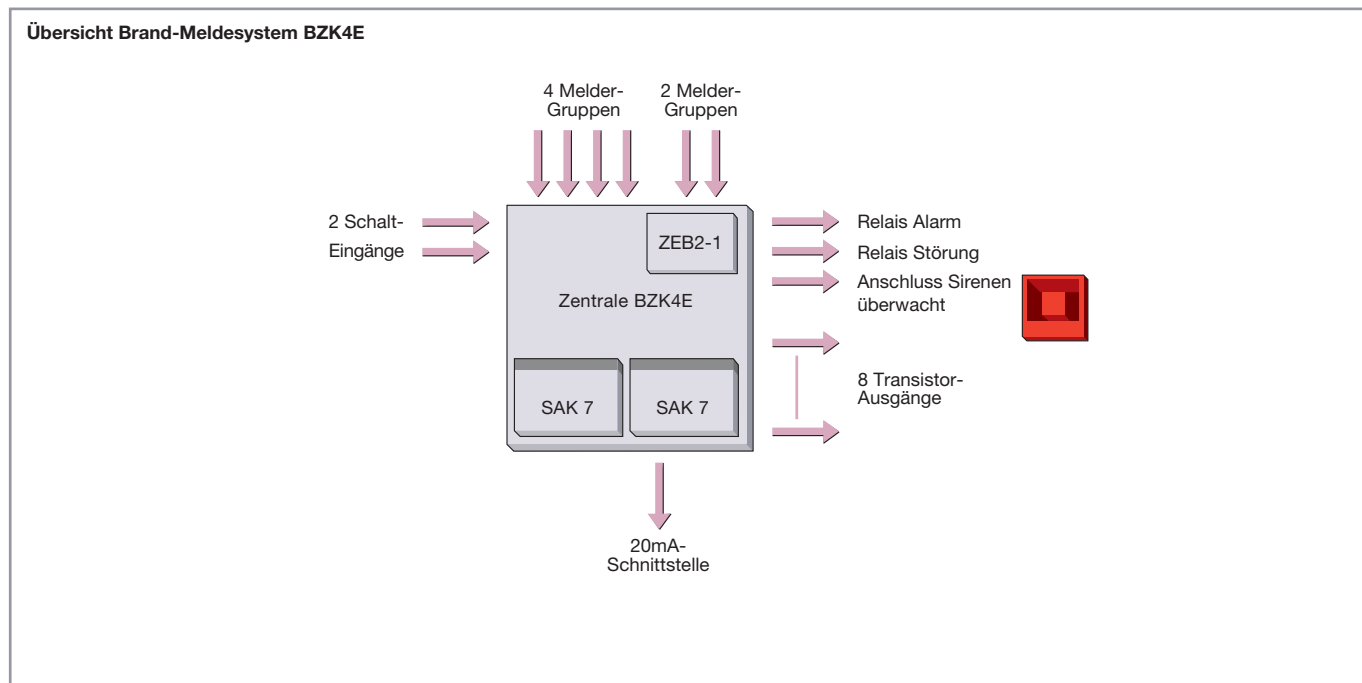 Übersicht Brand-Meldesystem BZK4E
4 Melder-
Gruppen
2 Melder-
Gruppen
2 Schalt-
Eingänge
ZEB2-1
Zentrale BZK4E
SAK 7
SAK 7
Relais Alarm
Relais Störung
Anschluss Sirenen
überwacht
8 Transistor-
Ausgänge
20mA-
Schnittstelle